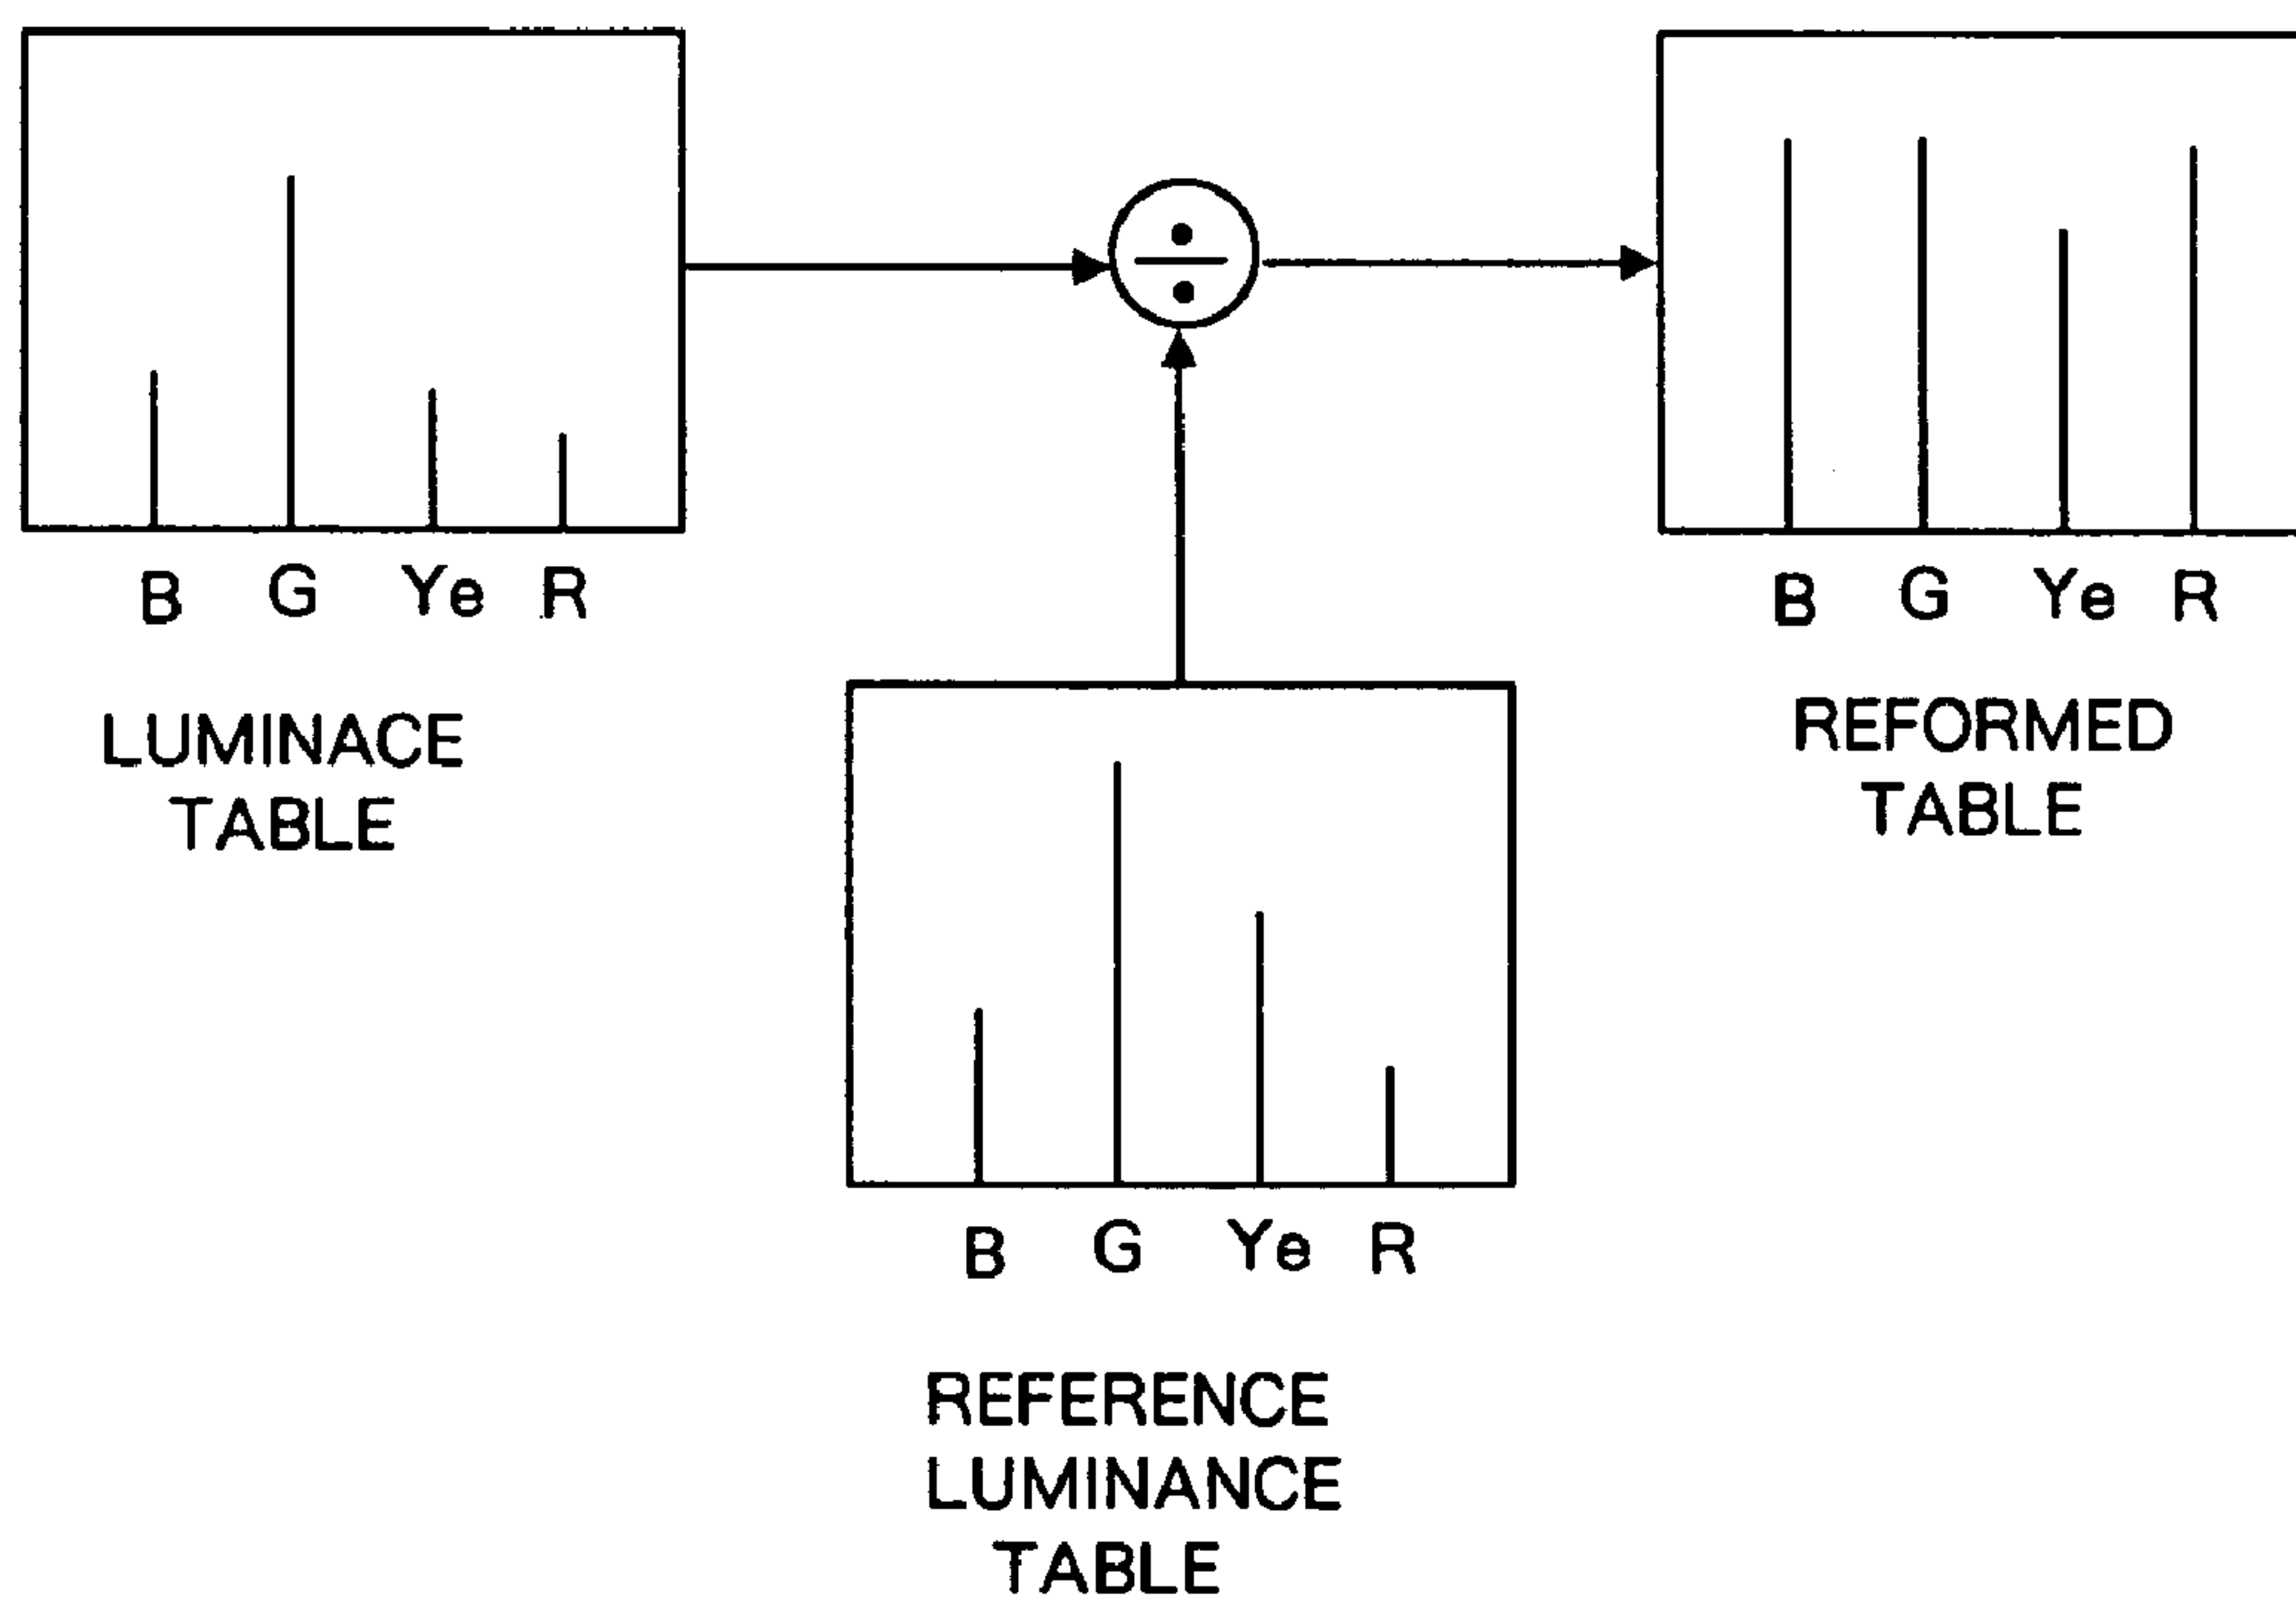 B G Ye R
LUMINACE
TABLE
B G Ye R
REFORMED
TABLE
B G Ye R
REFERENCE
LUMINANCE
TABLE